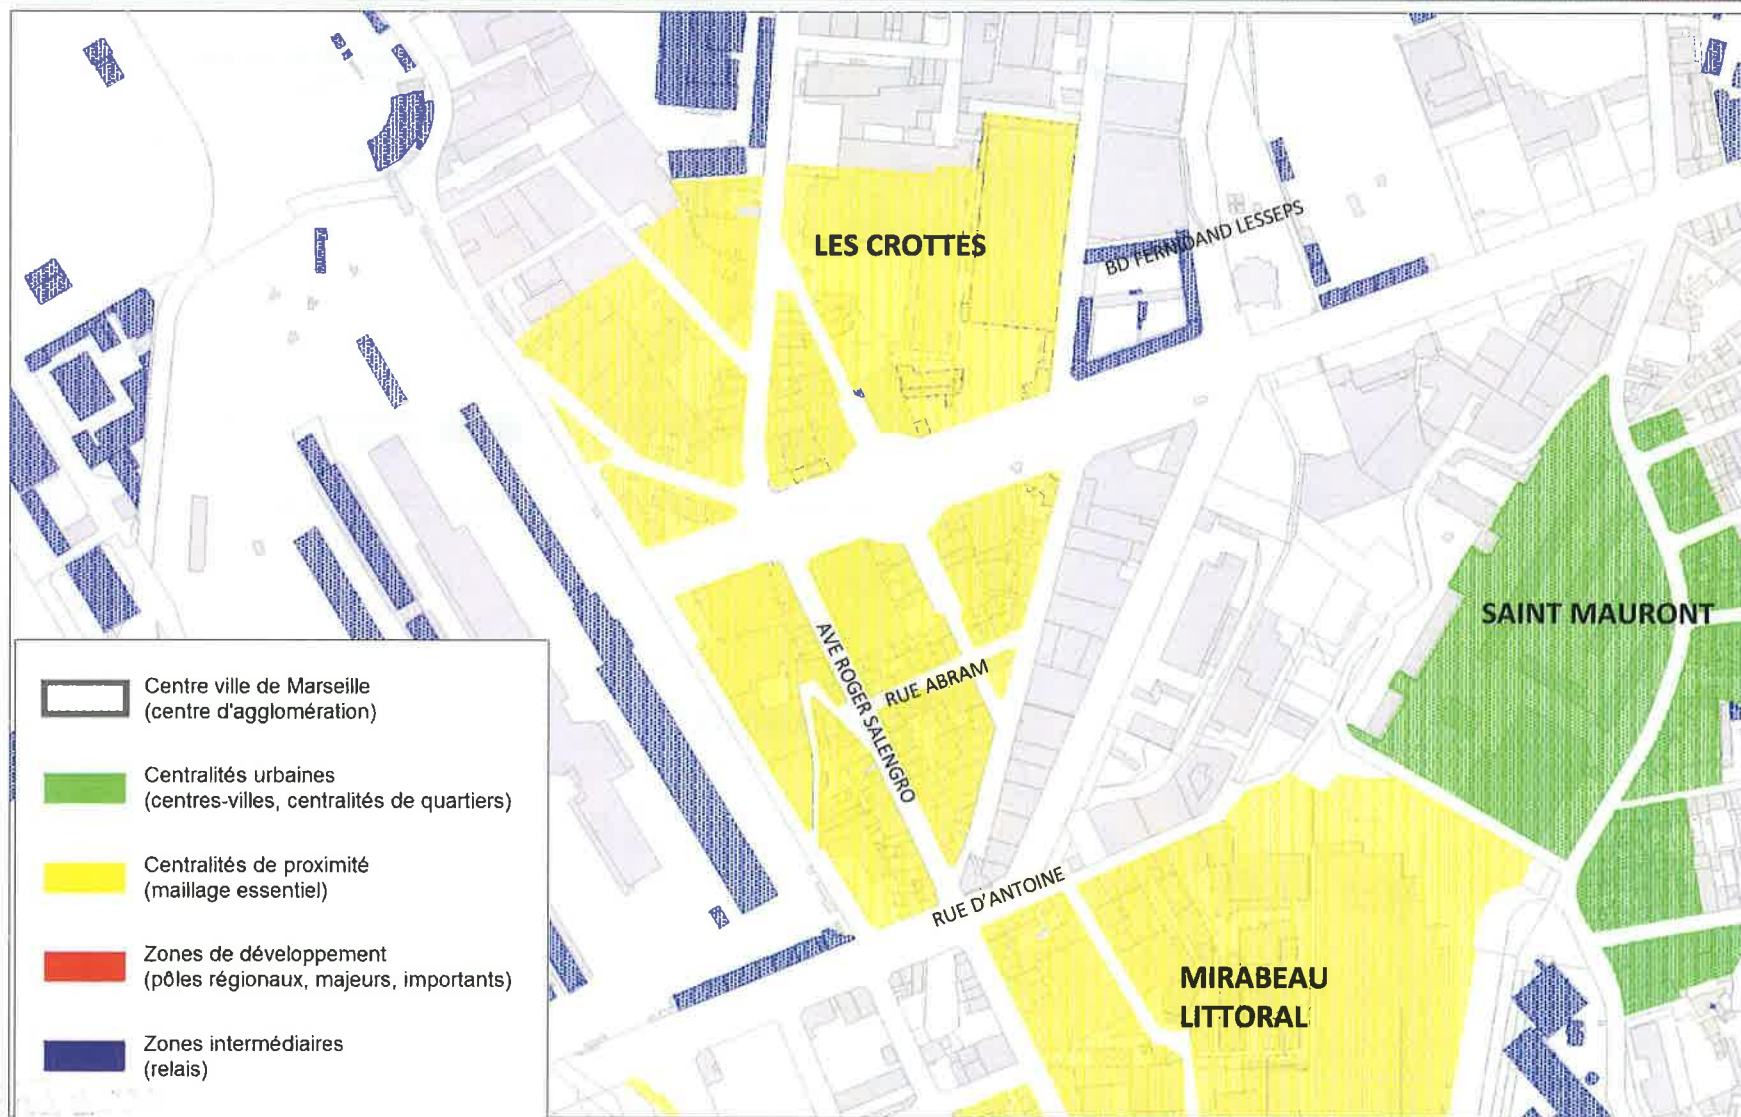 LES CROTTES
BD FERNIDAND LESSEPS
SAINT MAURONT
AVE ROGER SALENGRO
RUE ABRAM
RUE D'ANTOINE
MIRABEAU
LITTORAL
Centre ville de Marseille
(centre d'agglomération)
Centralités urbaines
(centres-villes, centralités de quartiers)
Centralités de proximité
(maillage essentiel)
Zones de développement
(pôles régionaux, majeurs, importants)
Zones intermédiaires
(relais)